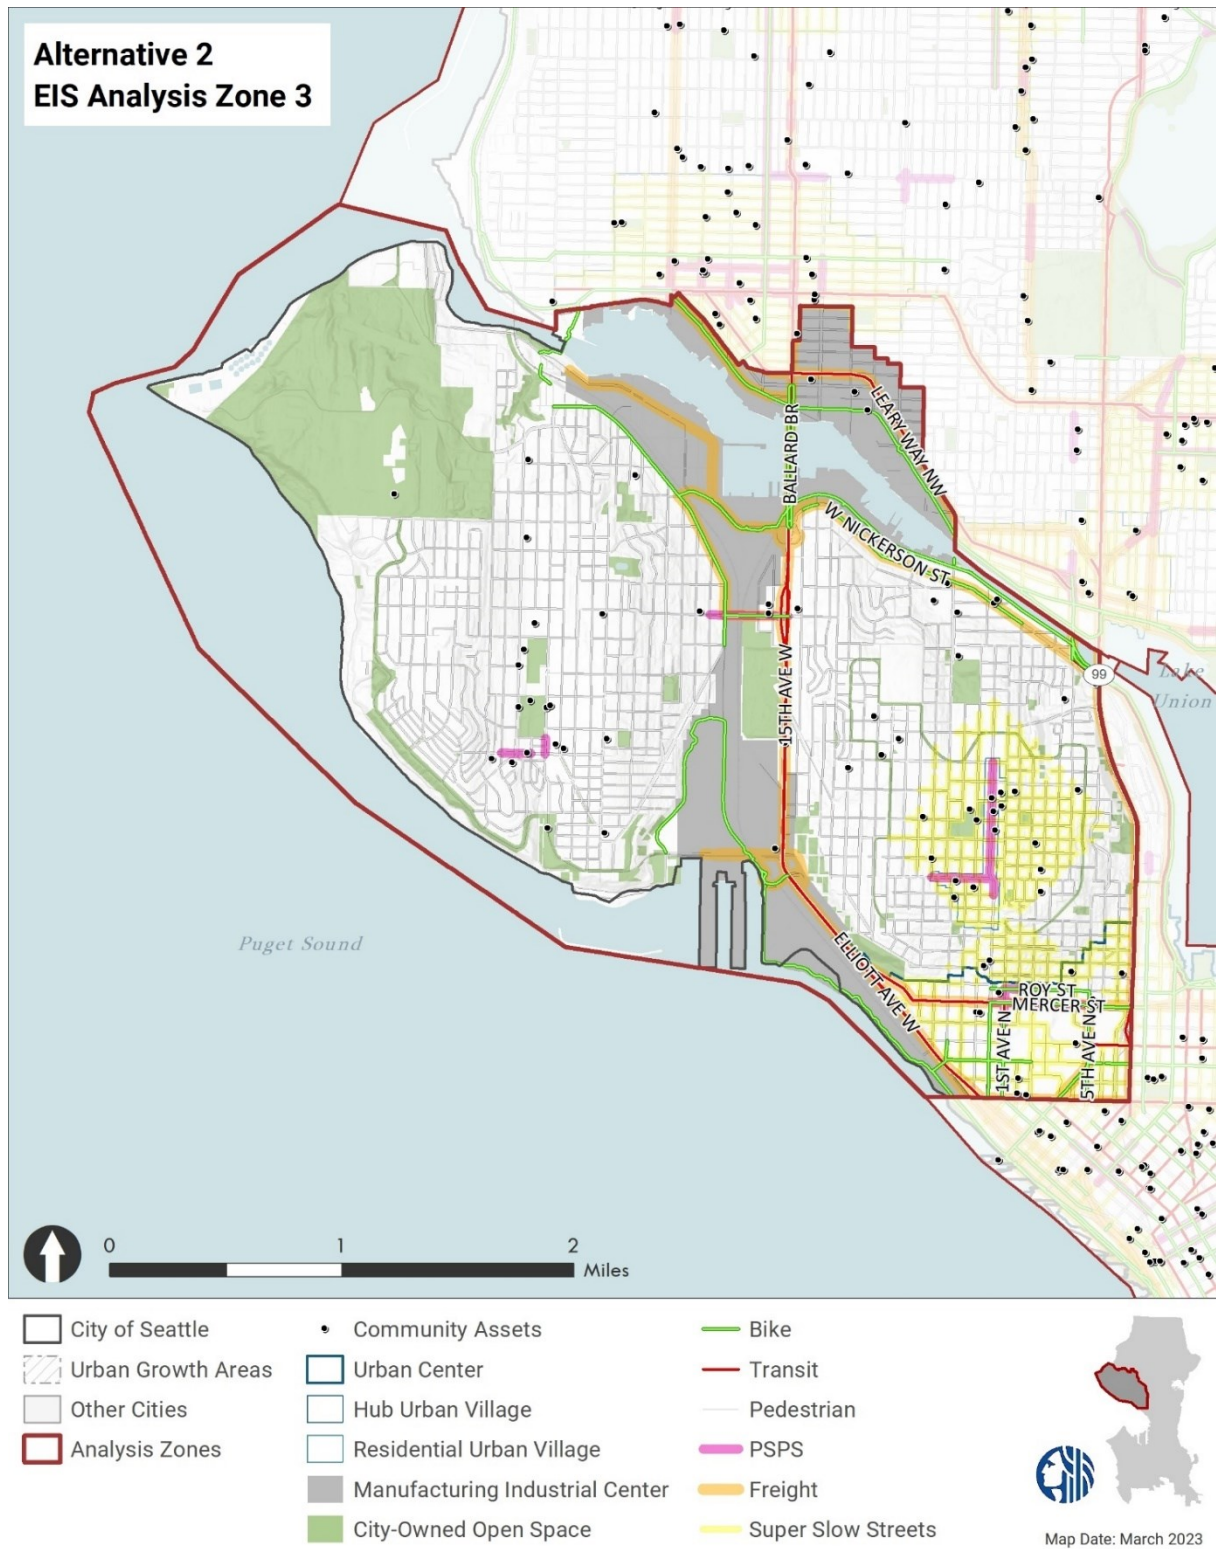 Alternative 2
EIS Analysis Zone 3
BALLARD BR
LEARY WAY NW
W NICKERSON ST
15TH AVE W
99
Lake
Union
Puget Sound
ELLIOTT AVE W
ROY ST
MERCER ST
1ST AVE N
5TH AVE N
0 1 2
Miles
City of Seattle
Urban Growth Areas
Other Cities
Analysis Zones
Community Assets
Urban Center
Hub Urban Village
Residential Urban Village
Manufacturing Industrial Center
City-Owned Open Space
Bike
Transit
Pedestrian
PSPS
Freight
Super Slow Streets
Map Date: March 2023